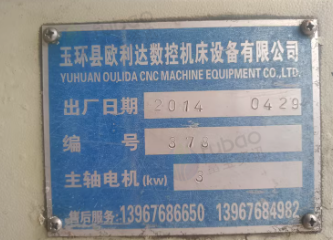 玉环县欧利达数控机床设备有限公司
YUHUAN OULIDA CNC MACHINE EQUIPMENT CO.,LTD.
出厂日期 2014 0429
编号 378
主轴电机(kw) 3
售后服务:13967686650 13967684982